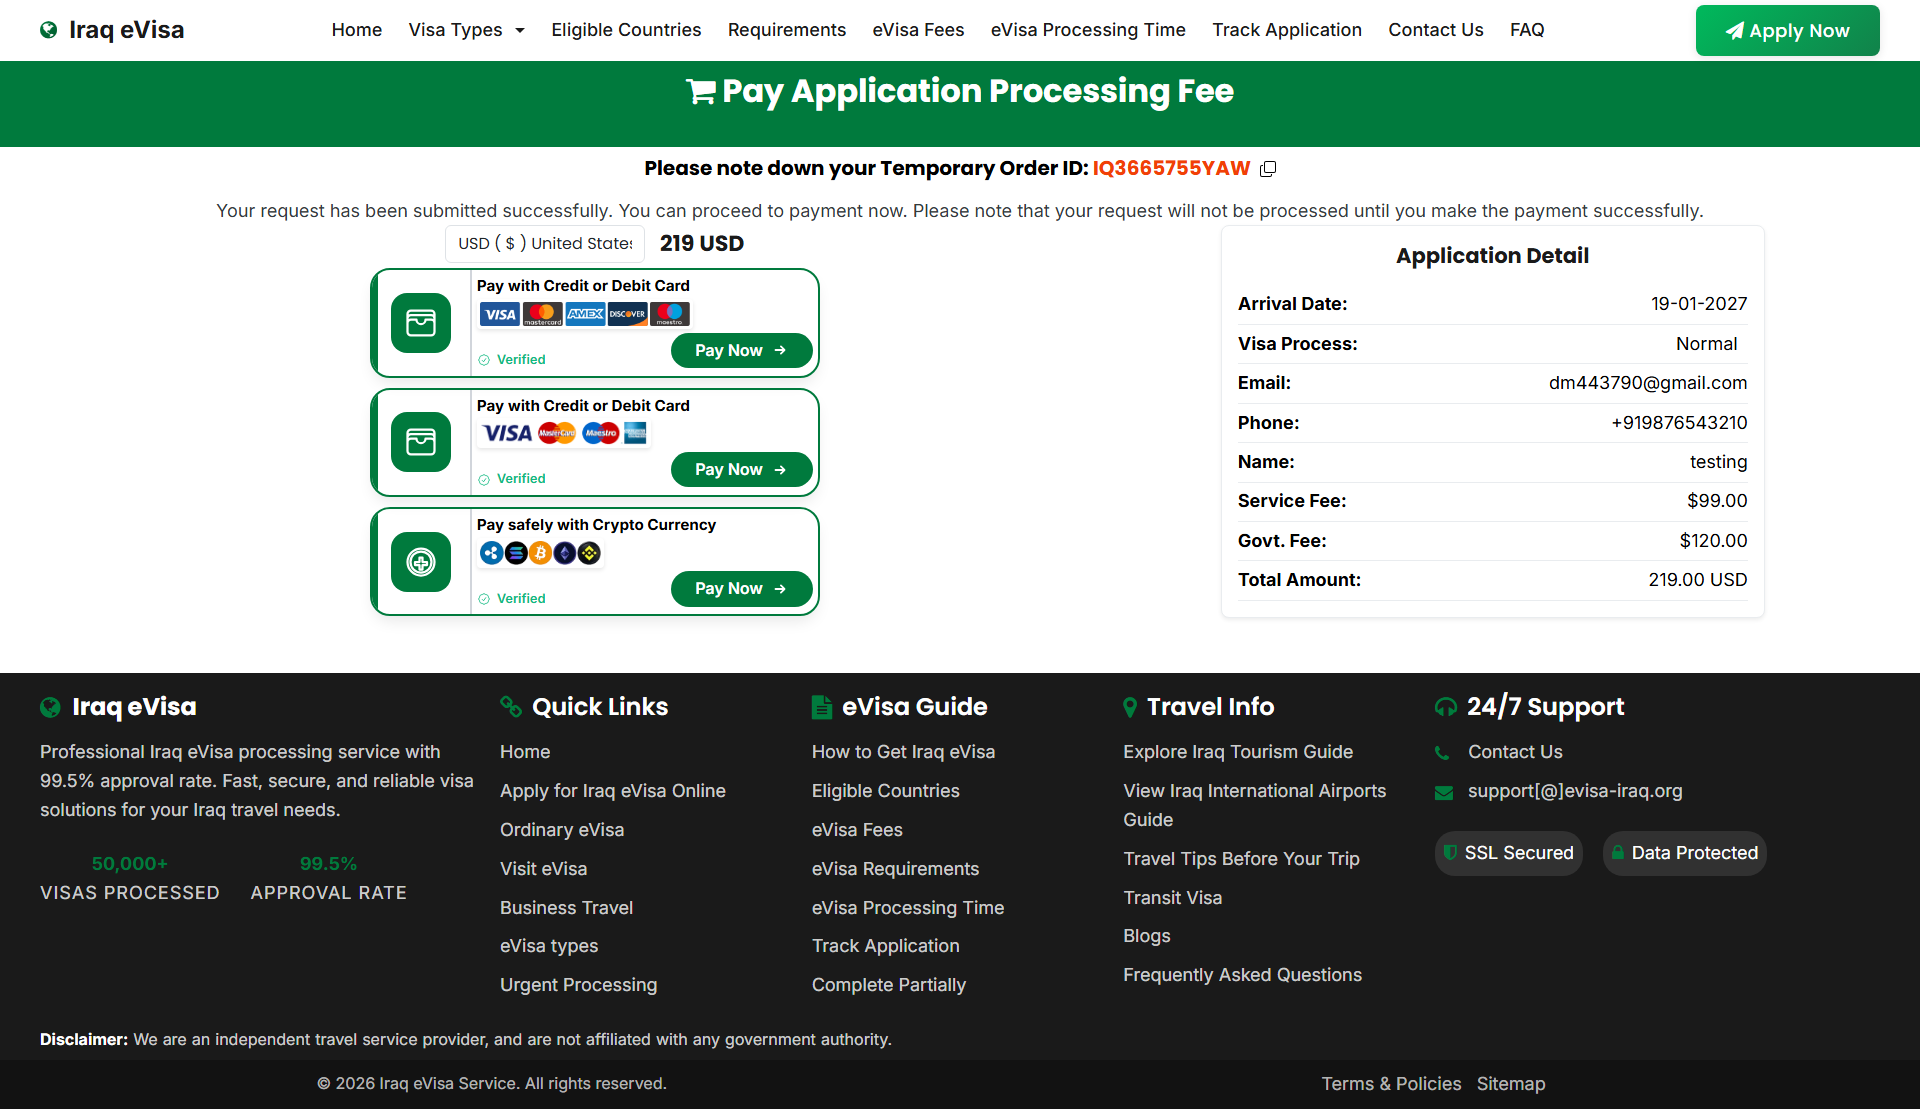 Iraq eVisa
Home
Visa Types
Eligible Countries
Requirements
eVisa Fees
eVisa Processing Time
Track Application
Contact Us
FAQ
Apply Now
Pay Application Processing Fee
Please note down your Temporary Order ID: IQ3665755YAW
Your request has been submitted successfully. You can proceed to payment now. Please note that your request will not be processed until you make the payment successfully.
USD ( $ ) United States
219 USD
Pay with Credit or Debit Card
VISA mastercard AMEX DISCOVER maestro
Verified
Pay Now
Pay with Credit or Debit Card
VISA MasterCard Maestro
Verified
Pay Now
Pay safely with Crypto Currency
Verified
Pay Now
Application Detail
Arrival Date: 19-01-2027
Visa Process: Normal
Email: dm443790@gmail.com
Phone: +919876543210
Name: testing
Service Fee: $99.00
Govt. Fee: $120.00
Total Amount: 219.00 USD
Iraq eVisa
Professional Iraq eVisa processing service with
99.5% approval rate. Fast, secure, and reliable visa
solutions for your Iraq travel needs.
50,000+
VISAS PROCESSED
99.5%
APPROVAL RATE
Quick Links
Home
Apply for Iraq eVisa Online
Ordinary eVisa
Visit eVisa
Business Travel
eVisa types
Urgent Processing
eVisa Guide
How to Get Iraq eVisa
Eligible Countries
eVisa Fees
eVisa Requirements
eVisa Processing Time
Track Application
Complete Partially
Travel Info
Explore Iraq Tourism Guide
View Iraq International Airports
Guide
Travel Tips Before Your Trip
Transit Visa
Blogs
Frequently Asked Questions
24/7 Support
Contact Us
support[@]evisa-iraq.org
SSL Secured
Data Protected
Disclaimer: We are an independent travel service provider, and are not affiliated with any government authority.
© 2026 Iraq eVisa Service. All rights reserved.
Terms & Policies
Sitemap